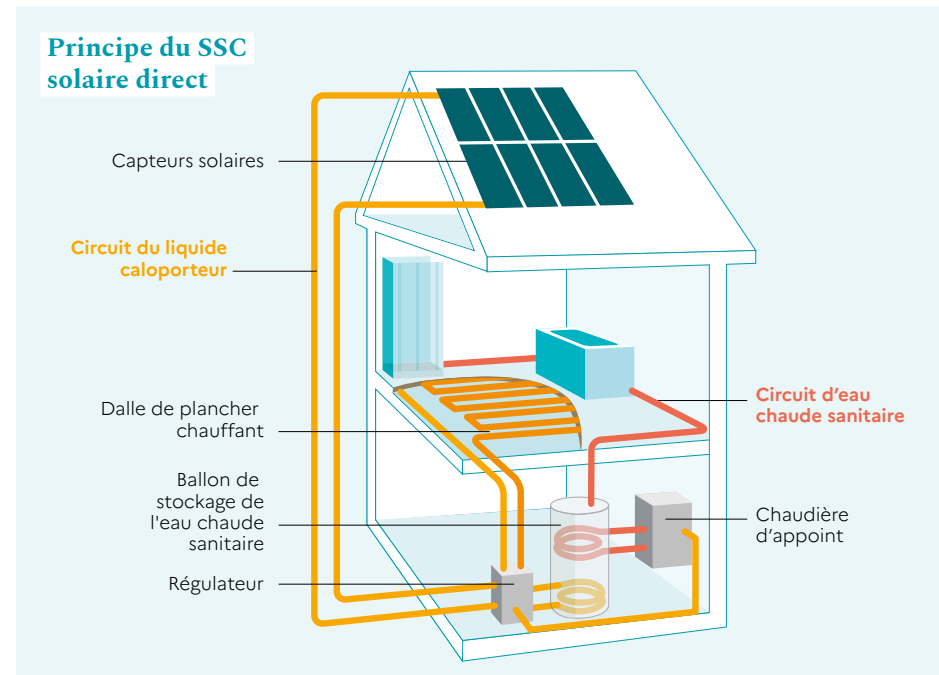 Principe du SSC
solaire direct
Capteurs solaires
Circuit du liquide
caloporteur
Dalle de plancher
chauffant
Circuit d’eau
chaude sanitaire
Ballon de
stockage de
l'eau chaude
sanitaire
Chaudière
d’appoint
Régulateur